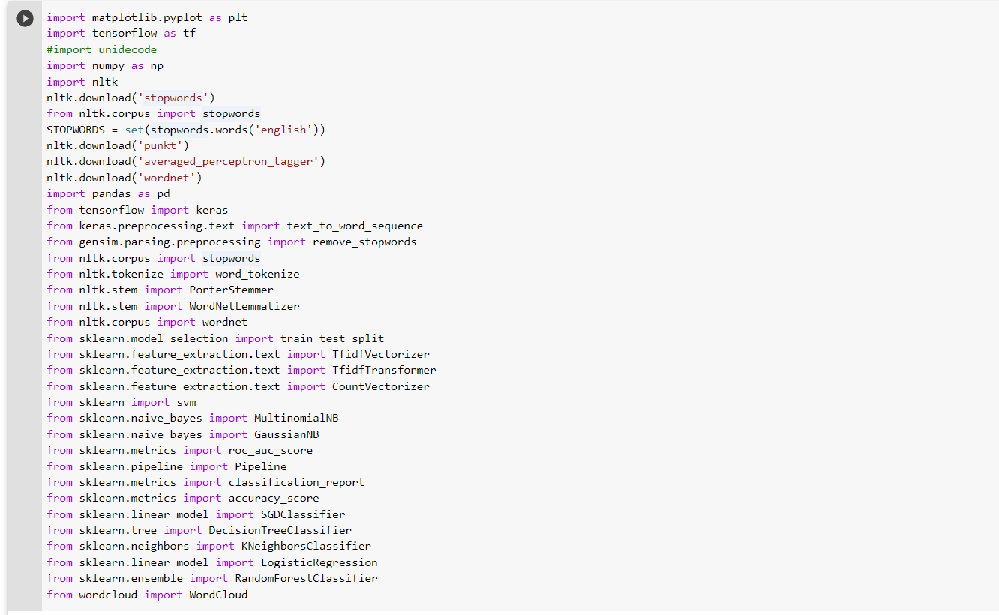 import matplotlib.pyplot as plt
import tensorflow as tf
#import unidecode
import numpy as np
import nltk
nltk.download('stopwords')
from nltk.corpus import stopwords
STOPWORDS = set(stopwords.words('english'))
nltk.download('punkt')
nltk.download('averaged_perceptron_tagger')
nltk.download('wordnet')
import pandas as pd
from tensorflow import keras
from keras.preprocessing.text import text_to_word_sequence
from gensim.parsing.preprocessing import remove_stopwords
from nltk.corpus import stopwords
from nltk.tokenize import word_tokenize
from nltk.stem import PorterStemmer
from nltk.stem import WordNetLemmatizer
from nltk.corpus import wordnet
from sklearn.model_selection import train_test_split
from sklearn.feature_extraction.text import TfidfVectorizer
from sklearn.feature_extraction.text import TfidfTransformer
from sklearn.feature_extraction.text import CountVectorizer
from sklearn import svm
from sklearn.naive_bayes import MultinomialNB
from sklearn.naive_bayes import GaussianNB
from sklearn.metrics import roc_auc_score
from sklearn.pipeline import Pipeline
from sklearn.metrics import classification_report
from sklearn.metrics import accuracy_score
from sklearn.linear_model import SGDClassifier
from sklearn.tree import DecisionTreeClassifier
from sklearn.neighbors import KNeighborsClassifier
from sklearn.linear_model import LogisticRegression
from sklearn.ensemble import RandomForestClassifier
from wordcloud import WordCloud